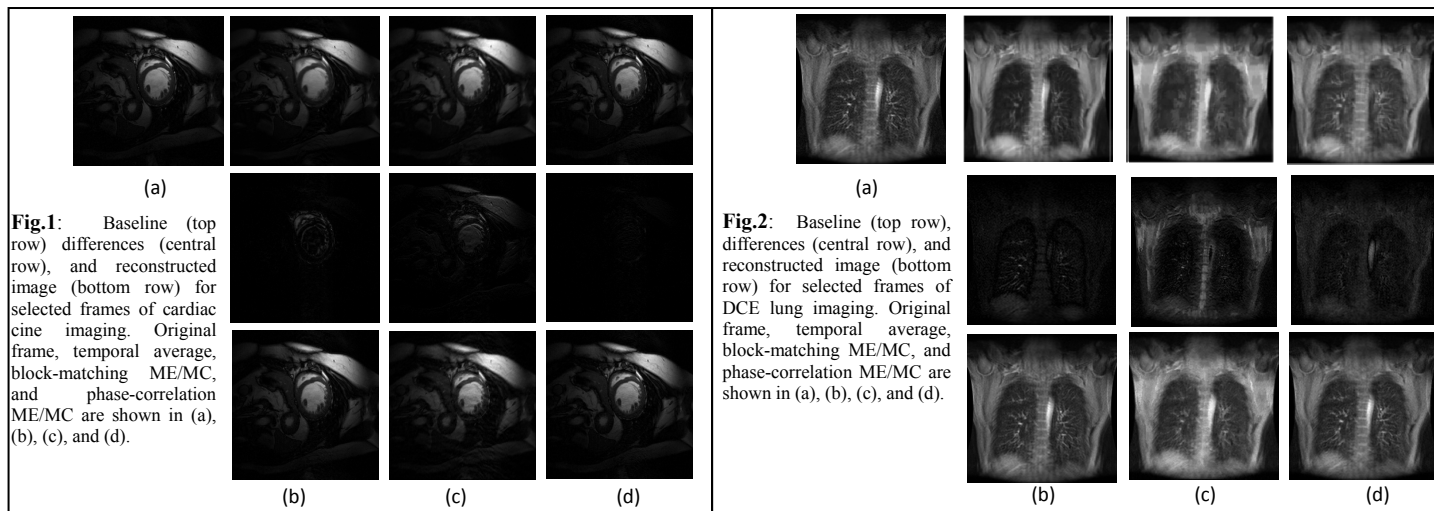 (a)
Fig.1: Baseline (top
row) differences (central
row), and reconstructed
image (bottom row) for
selected frames of cardiac
cine imaging. Original
frame, temporal average,
block-matching ME/MC,
and phase-correlation
ME/MC are shown in (a),
(b), (c), and (d).
(b) (c) (d)
(a)
Fig.2: Baseline (top row),
differences (central row), and
reconstructed image (bottom
row) for selected frames of
DCE lung imaging. Original
frame, temporal average,
block-matching ME/MC, and
phase-correlation ME/MC are
shown in (a), (b), (c), and (d).
(b) (c) (d)